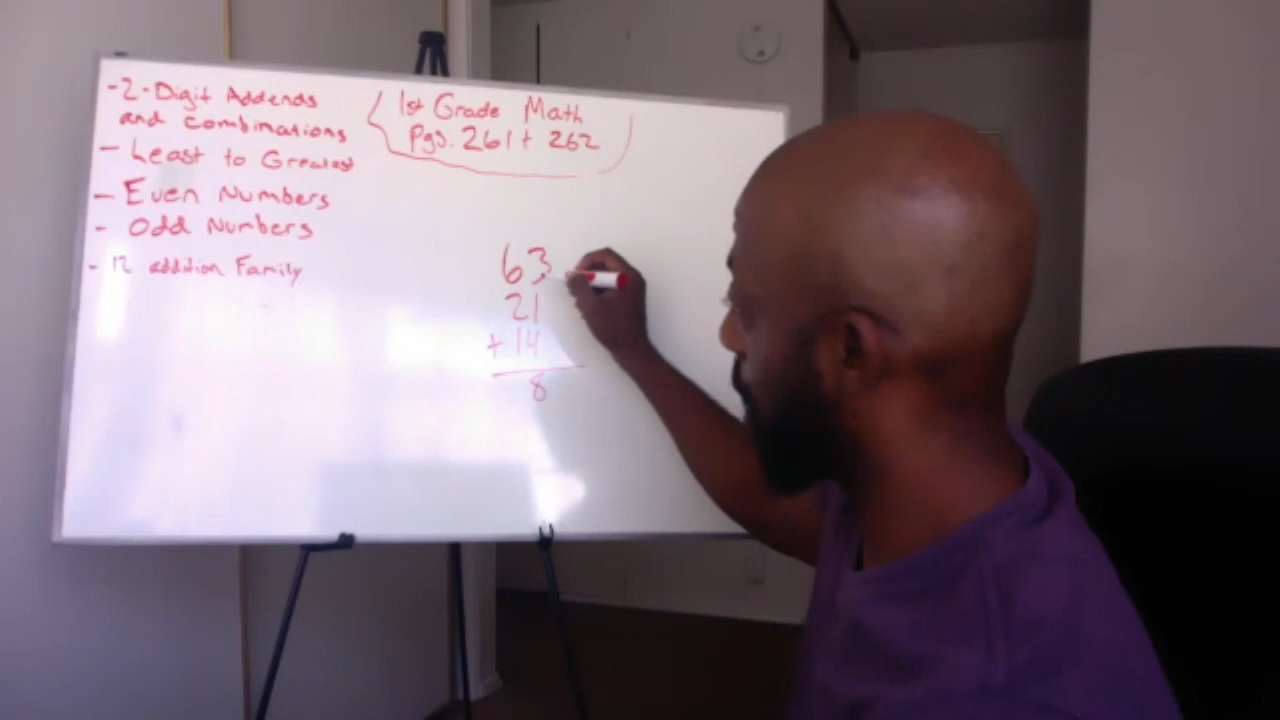 - 2-Digit Addends
and Combinations
- Least to Greatest
- Even Numbers
- Odd Numbers
- 12 addition Family
1st Grade Math
Pgs. 261 + 262
63
21
+ 14
8